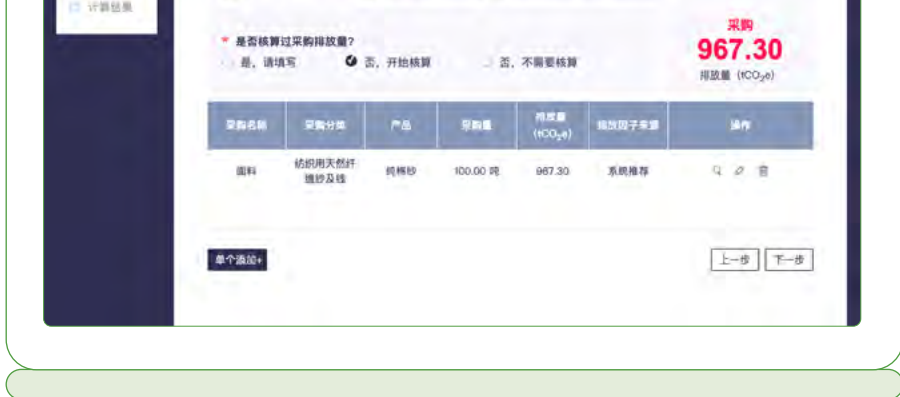 计算结果
采购
* 是否核算过采购排放量?
967.30
是，请填写 否，开始核算 否，不需要核算
排放量（tCO₂e）
采购名称 采购分类 产品 采购量 排放量（tCO₂e） 排放因子来源 操作
面料 纺织用天然纤维纱及线 纯棉纱 100.00 吨 967.30 系统推荐
单个添加+ 上一步 下一步